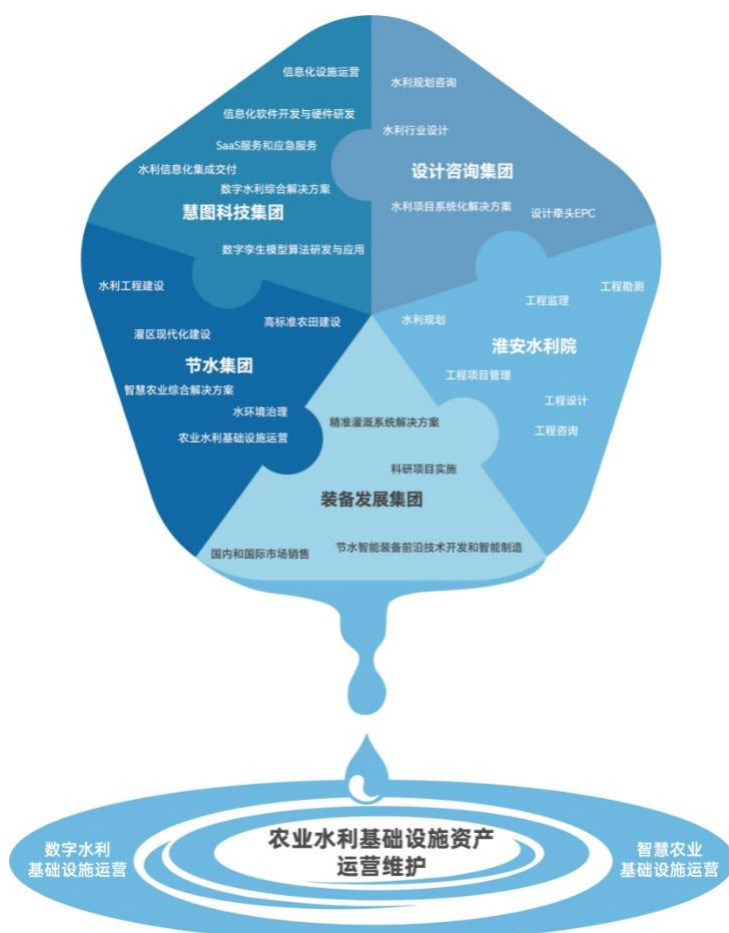 信息化设施运营
信息化软件开发与硬件研发
SaaS服务和应急服务
水利信息化集成交付
数字水利综合解决方案
慧图科技集团
数字孪生模型算法研发与应用
水利规划咨询
水利行业设计
设计咨询集团
水利项目系统化解决方案
设计牵头EPC
水利工程建设
高标准农田建设
灌区现代化建设
节水集团
智慧农业综合解决方案
水环境治理
农业水利基础设施运营
工程勘测
工程监理
水利规划
淮安水利院
工程项目管理
工程设计
工程咨询
精准灌溉系统解决方案
科研项目实施
装备发展集团
节水智能装备前沿技术开发和智能制造
国内和国际市场销售
数字水利
基础设施运营
农业水利基础设施资产
运营维护
智慧农业
基础设施运营